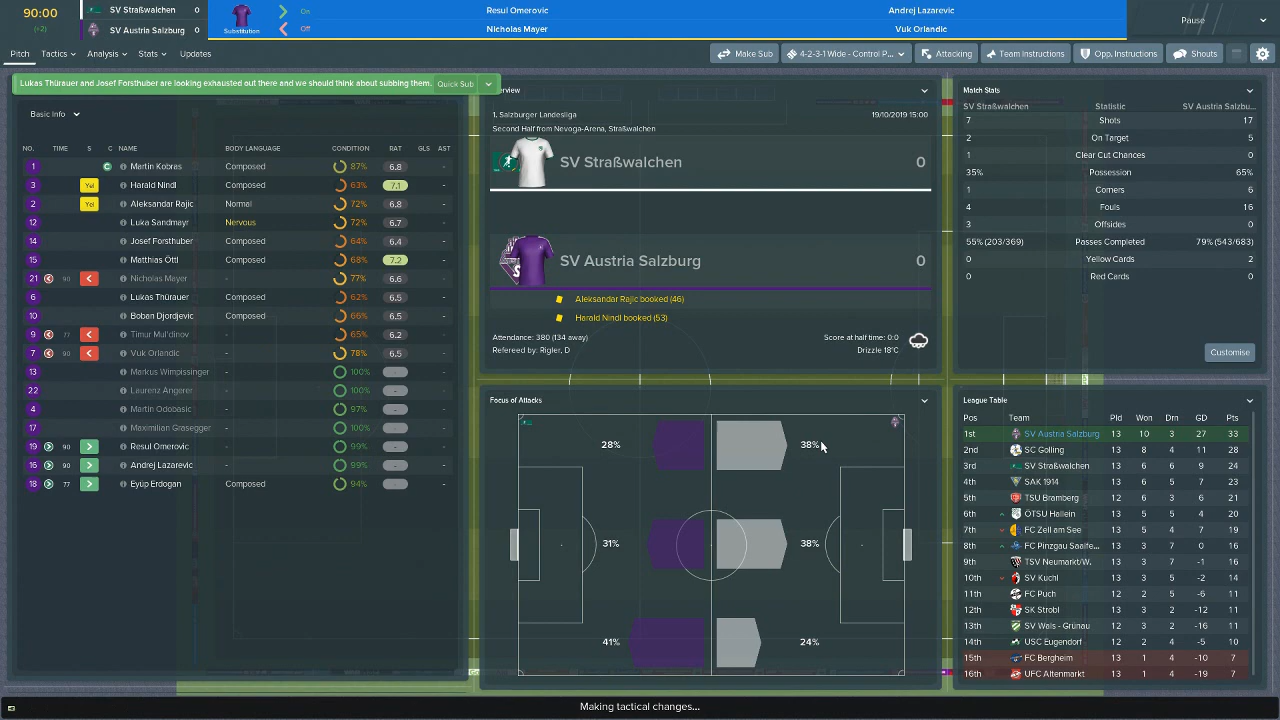 90:00
(+2)
SV Straßwalchen 0
SV Austria Salzburg 0
Substitution
On Resul Omerovic Andrej Lazarevic
Off Nicholas Mayer Vuk Orlandic
Pause
Pitch Tactics Analysis Stats Updates
Make Sub 4-2-3-1 Wide - Control P... Attacking Team Instructions Opp. Instructions Shouts
Lukas Thürauer and Josef Forsthuber are looking exhausted out there and we should think about subbing them. Quick Sub
Basic Info
NO. TIME S C NAME BODY LANGUAGE CONDITION RAT GLS AST
1 C Martin Kobras Composed 87% 6.8 -
3 Yel Harald Nindl Composed 63% 7.1 -
2 Yel Aleksandar Rajic Normal 72% 6.8 -
12 Luka Sandmayr Nervous 72% 6.7 -
14 Josef Forsthuber Composed 64% 6.4 -
15 Matthias Öttl Composed 68% 7.2 -
21 90 Nicholas Mayer - 77% 6.6 -
6 Lukas Thürauer Composed 62% 6.5 -
10 Boban Djordjevic Composed 66% 6.5 -
9 77 Timur Mul'dinov - 65% 6.2 -
7 90 Vuk Orlandic - 78% 6.5 -
13 Markus Wimpissinger - 100% - -
22 Laurenz Angerer - 100% - -
4 Martin Odobasic - 97% - -
17 Maximilian Grasegger - 100% - -
19 90 Resul Omerovic - 99% - -
16 90 Andrej Lazarevic - 99% - -
18 77 Eyüp Erdogan Composed 94% - -
erview
1. Salzburger Landesliga 19/10/2019 15:00
Second Half from Nevoga-Arena, Straßwalchen
SV Straßwalchen 0
SV Austria Salzburg 0
Aleksandar Rajic booked (46)
Harald Nindl booked (53)
Attendance: 380 (134 away) Score at half time: 0:0
Refereed by: Rigler, D Drizzle 18°C
Focus of Attacks
28% 38%
31% 38%
41% 24%
Match Stats
SV Straßwalchen Statistic SV Austria Salzbu...
7 Shots 17
2 On Target 5
1 Clear Cut Chances 0
35% Possession 65%
1 Corners 6
4 Fouls 16
3 Offsides 0
55% (203/369) Passes Completed 79% (543/683)
0 Yellow Cards 2
0 Red Cards 0
Customise
League Table
Pos Team Pld Won Drn GD Pts
1st SV Austria Salzburg 13 10 3 27 33
2nd SC Golling 13 8 4 11 28
3rd SV Straßwalchen 13 6 6 9 24
4th SAK 1914 13 6 5 7 23
5th TSU Bramberg 12 6 3 6 21
6th ÖTSU Hallein 13 5 5 4 20
7th FC Zell am See 13 5 4 7 19
8th FC Pinzgau Saalfe... 13 3 7 0 16
9th TSV Neumarkt/W. 13 3 7 -1 16
10th SV Kuchl 13 3 5 -2 14
11th FC Puch 12 2 5 -6 11
12th SK Strobl 13 3 2 -12 11
13th SV Wals - Grünau 12 3 2 -16 11
14th USC Eugendorf 12 2 4 -5 10
15th FC Bergheim 13 1 4 -10 7
16th UFC Altenmarkt 13 1 4 -19 7
Making tactical changes...